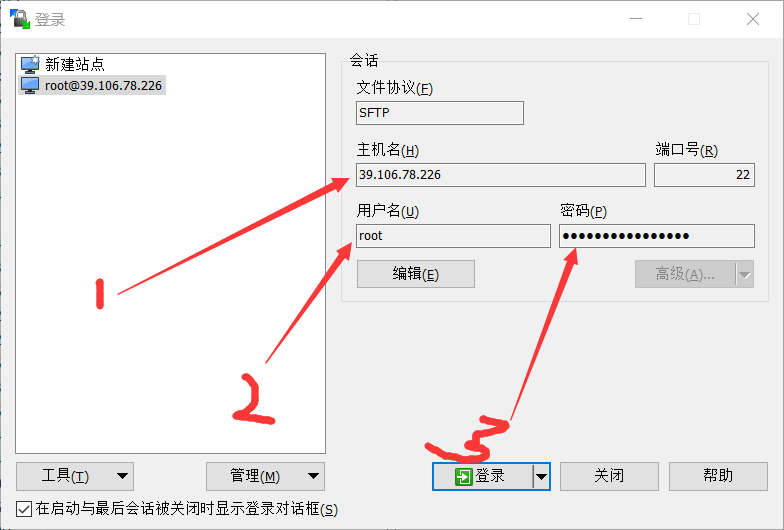 登录
新建站点
root@39.106.78.226
会话
文件协议(F)
SFTP
主机名(H) 端口号(R)
39.106.78.226 22
用户名(U) 密码(P)
root ●●●●●●●●●●●●●●●●
编辑(E) 高级(A)...
1
2
3
工具(T) 管理(M) 登录 关闭 帮助
在启动与最后会话被关闭时显示登录对话框(S)